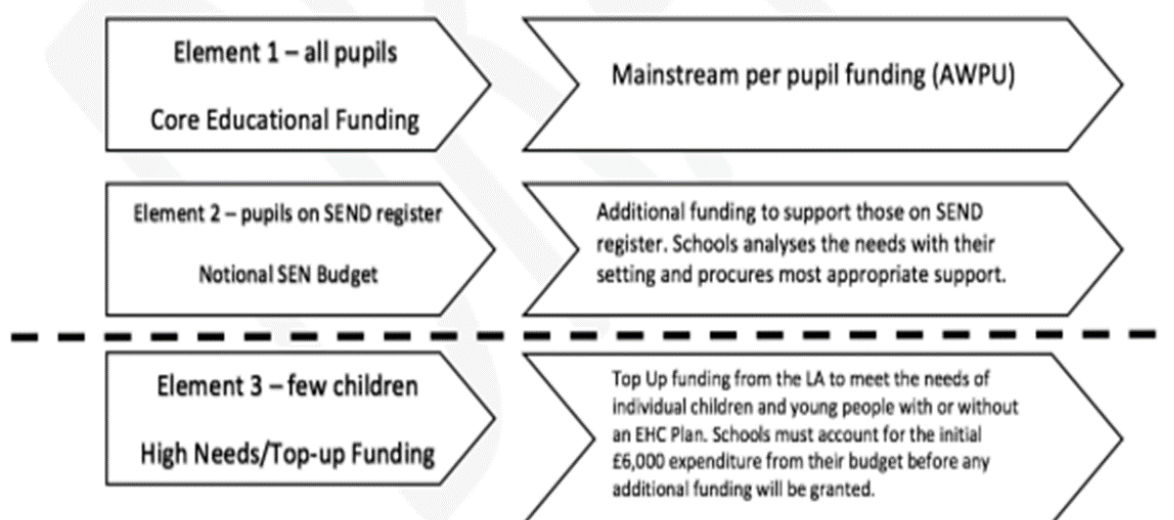 Element 1 – all pupils
Core Educational Funding
Mainstream per pupil funding (AWPU)
Element 2 – pupils on SEND register
Notional SEN Budget
Additional funding to support those on SEND
register. Schools analyses the needs with their
setting and procures most appropriate support.
Element 3 – few children
High Needs/Top-up Funding
Top Up funding from the LA to meet the needs of
individual children and young people with or without
an EHC Plan. Schools must account for the initial
£6,000 expenditure from their budget before any
additional funding will be granted.